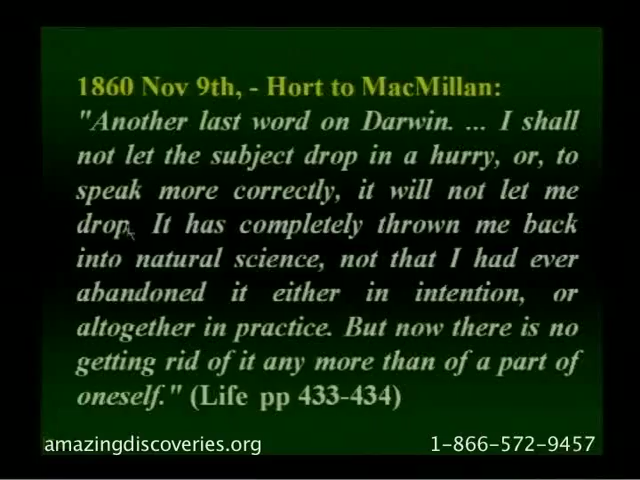 1860 Nov 9th, - Hort to MacMillan:
"Another last word on Darwin. ... I shall
not let the subject drop in a hurry, or, to
speak more correctly, it will not let me
drop. It has completely thrown me back
into natural science, not that I had ever
abandoned it either in intention, or
altogether in practice. But now there is no
getting rid of it any more than of a part of
oneself." (Life pp 433-434)
amazingdiscoveries.org 1-866-572-9457